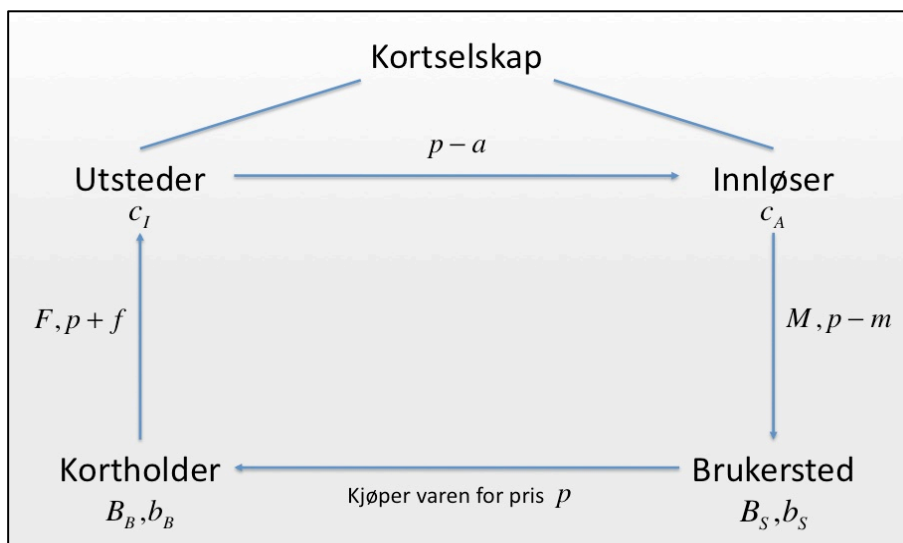 Kortselskap
p − a
Utsteder
Innløser
c_I
c_A
F, p + f
M, p − m
Kortholder
Brukersted
Kjøper varen for pris p
B_B, b_B
B_S, b_S